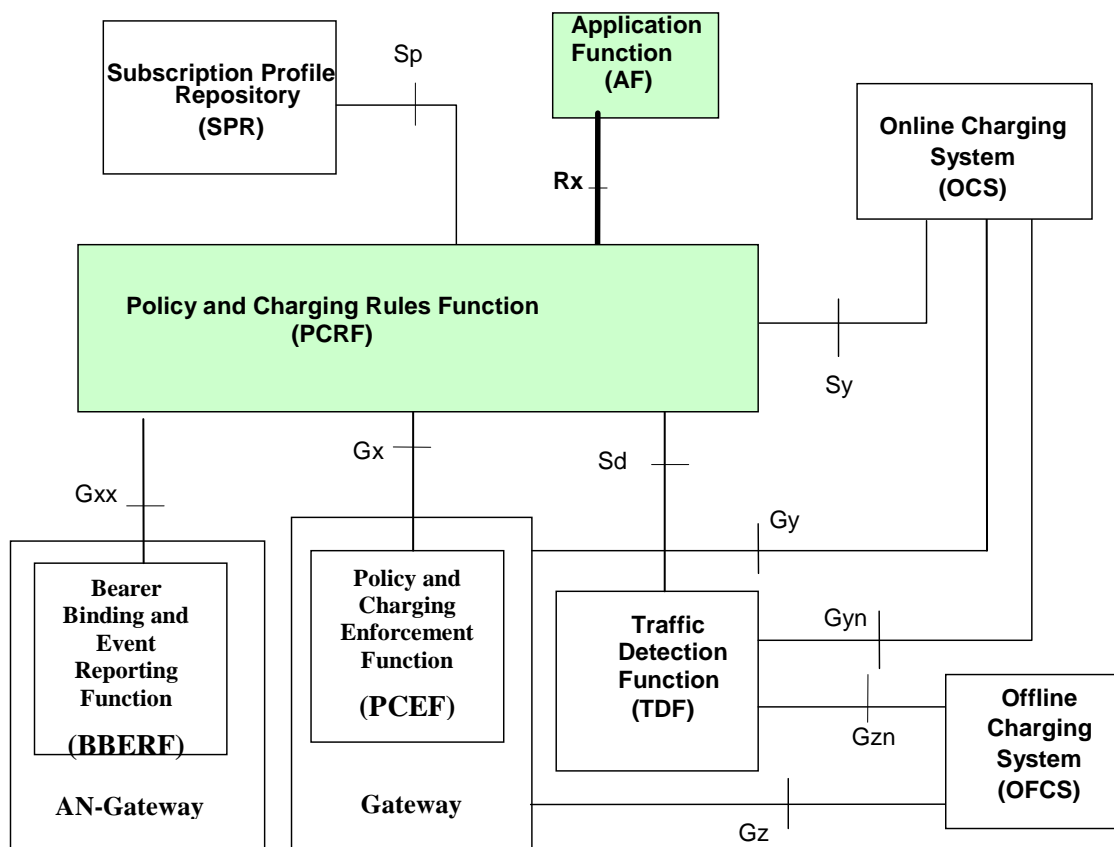 Application
Function
(AF)
Sp
Subscription Profile
Repository
(SPR)
Online Charging
System
(OCS)
Rx
Policy and Charging Rules Function
(PCRF)
Sy
Gx
Sd
Gxx
Gy
Bearer
Binding and
Event
Reporting
Function
(BBERF)
AN-Gateway
Policy and
Charging
Enforcement
Function
(PCEF)
Gateway
Traffic
Detection
Function
(TDF)
Gyn
Gzn
Offline
Charging
System
(OFCS)
Gz